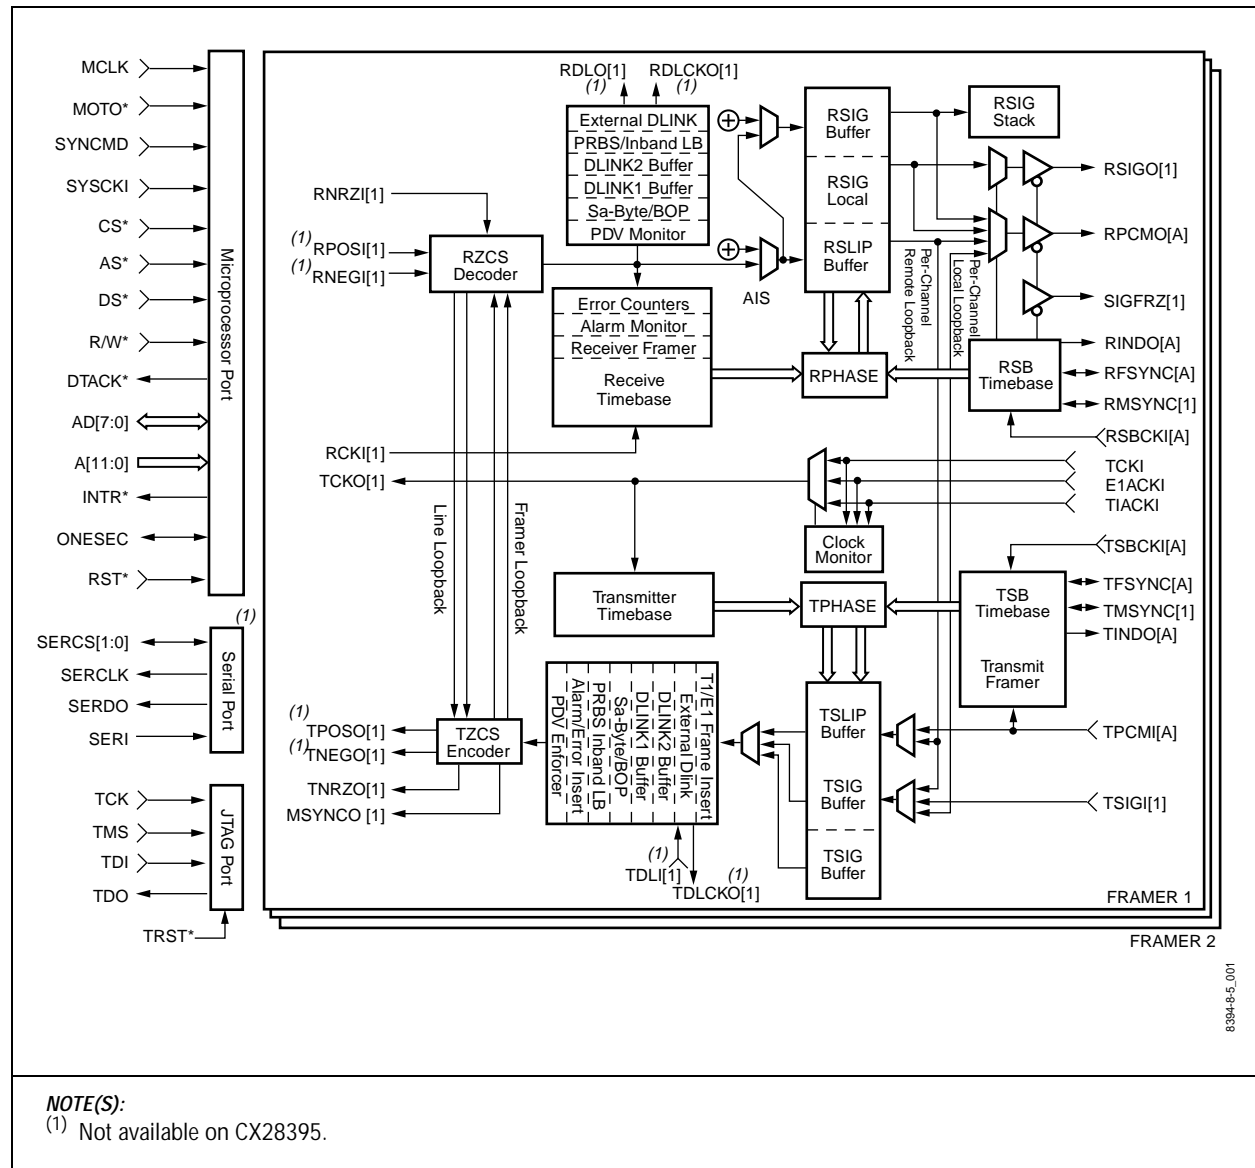 MCLK
MOTO*
SYNCMD
SYSCKI
CS*
AS*
DS*
R/W*
DTACK*
AD[7:0]
A[11:0]
INTR*
ONESEC
RST*
Microprocessor Port
(1)
SERCS[1:0]
SERCLK
SERDO
SERI
Serial Port
TCK
TMS
TDI
TDO
TRST*
JTAG Port
RDLO[1]
(1)
RDLCKO[1]
(1)
External DLINK
PRBS/Inband LB
DLINK2 Buffer
DLINK1 Buffer
Sa-Byte/BOP
PDV Monitor
RNRZI[1]
(1)
RPOSI[1]
(1)
RNEGI[1]
RZCS
Decoder
Error Counters
Alarm Monitor
Receiver Framer
Receive
Timebase
AIS
RSIG
Buffer
RSIG
Local
RSLIP
Buffer
RSIG
Stack
Per-Channel
Remote Loopback
Per-Channel
Local Loopback
RSIGO[1]
RPCMO[A]
SIGFRZ[1]
RINDO[A]
RFSYNC[A]
RMSYNC[1]
RSBCKI[A]
RPHASE
RSB
Timebase
RCKI[1]
TCKO[1]
TCKI
E1ACKI
TIACKI
Clock
Monitor
Line Loopback
Framer Loopback
TSBCKI[A]
TFSYNC[A]
TMSYNC[1]
TINDO[A]
Transmitter
Timebase
TPHASE
TSB
Timebase
Transmit
Framer
(1)
TPOSO[1]
(1)
TNEGO[1]
TNRZO[1]
MSYNCO [1]
TZCS
Encoder
T1/E1 Frame Insert
External Dlink
DLINK2 Buffer
DLINK1 Buffer
Sa-Byte/BOP
PRBS Inband LB
Alarm/Error Insert
PDV Enforcer
TSLIP
Buffer
TSIG
Buffer
TSIG
Buffer
TPCMI[A]
TSIGI[1]
(1)
TDLI[1]
(1)
TDLCKO[1]
FRAMER 1
FRAMER 2
8394-8-5_001
NOTE(S):
(1) Not available on CX28395.